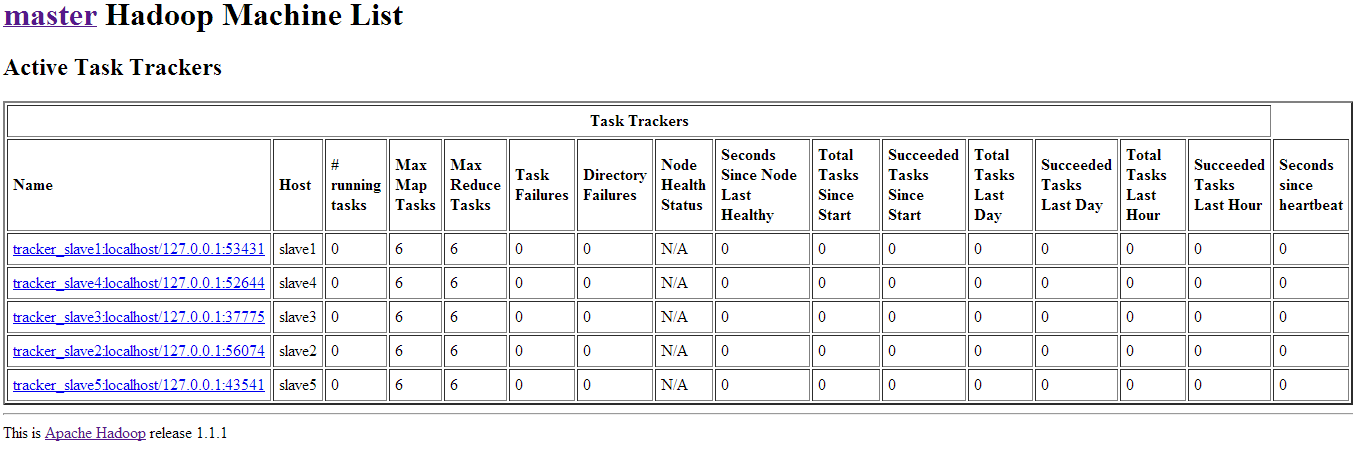 master Hadoop Machine List
Active Task Trackers
Task Trackers
Name Host # running tasks Max Map Tasks Max Reduce Tasks Task Failures Directory Failures Node Health Status Seconds Since Node Last Healthy Total Tasks Since Start Succeeded Tasks Since Start Total Tasks Last Day Succeeded Tasks Last Day Total Tasks Last Hour Succeeded Tasks Last Hour Seconds since heartbeat
tracker_slave1:localhost/127.0.0.1:53431 slave1 0 6 6 0 0 N/A 0 0 0 0 0 0 0 0
tracker_slave4:localhost/127.0.0.1:52644 slave4 0 6 6 0 0 N/A 0 0 0 0 0 0 0 0
tracker_slave3:localhost/127.0.0.1:37775 slave3 0 6 6 0 0 N/A 0 0 0 0 0 0 0 0
tracker_slave2:localhost/127.0.0.1:56074 slave2 0 6 6 0 0 N/A 0 0 0 0 0 0 0 0
tracker_slave5:localhost/127.0.0.1:43541 slave5 0 6 6 0 0 N/A 0 0 0 0 0 0 0 0
This is Apache Hadoop release 1.1.1